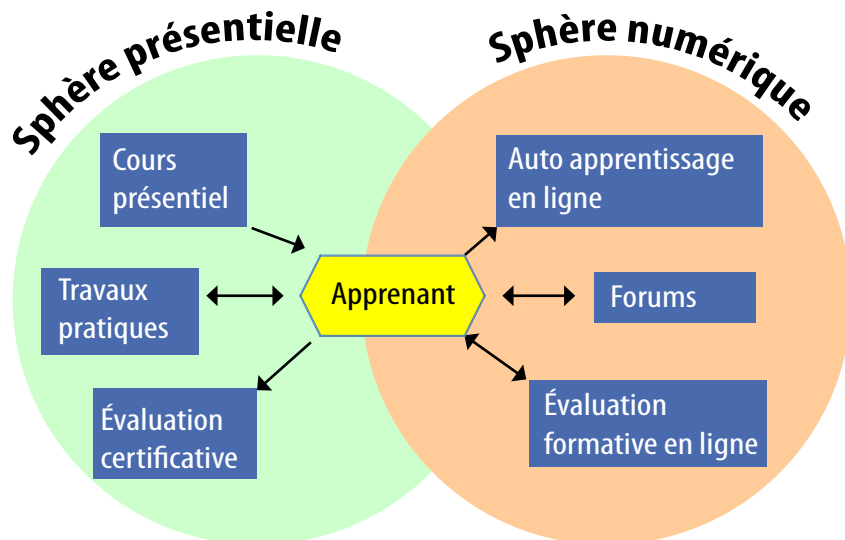 Sphère présentielle
Sphère numérique
Cours
présentiel
Auto apprentissage
en ligne
Travaux
pratiques
Apprenant
Forums
Évaluation
certificative
Évaluation
formative en ligne